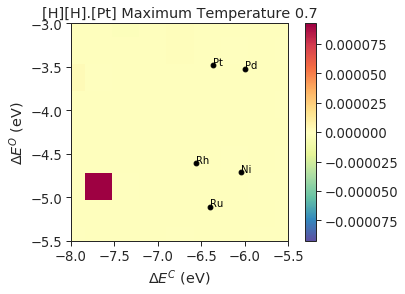 [H][H].[Pt] Maximum Temperature 0.7
−3.0
−3.5
−4.0
−4.5
−5.0
−5.5
ΔE^O (eV)
Pt
Pd
Rh
Ni
Ru
−8.0 −7.5 −7.0 −6.5 −6.0 −5.5
ΔE^C (eV)
0.000075
0.000050
0.000025
0.000000
−0.000025
−0.000050
−0.000075